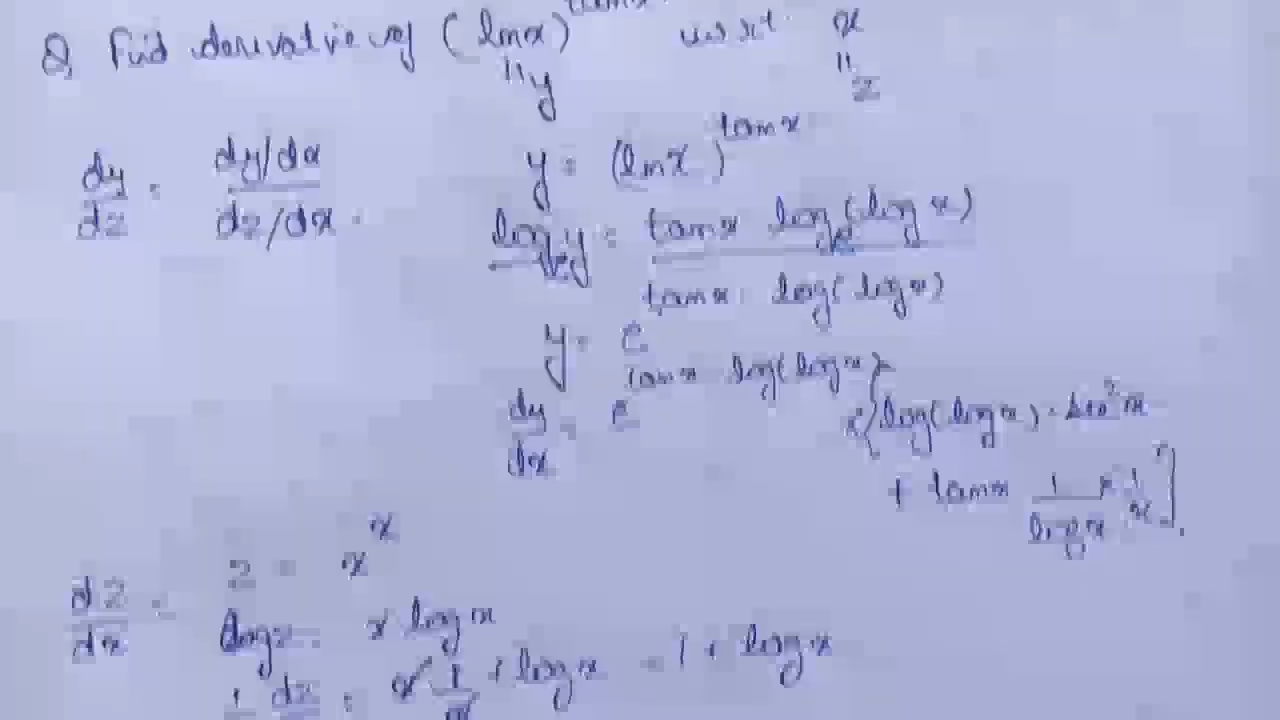 Q, Find derivative of (lnx)^tanx w.r.t. x
"y
"z
dy/dz = (dy/dx)/(dz/dx)
y = (lnx)^tanx
log y = tanx log(log x)
y = e^tanx · log(log x)
dy/dx = e^tanx log(log x) × {log(log x) · sec²x
+ tanx 1/log x × 1/x].
dz/dx =
z = x^x
log z = x log x
1 dz = x 1/x + log x = 1 + log x